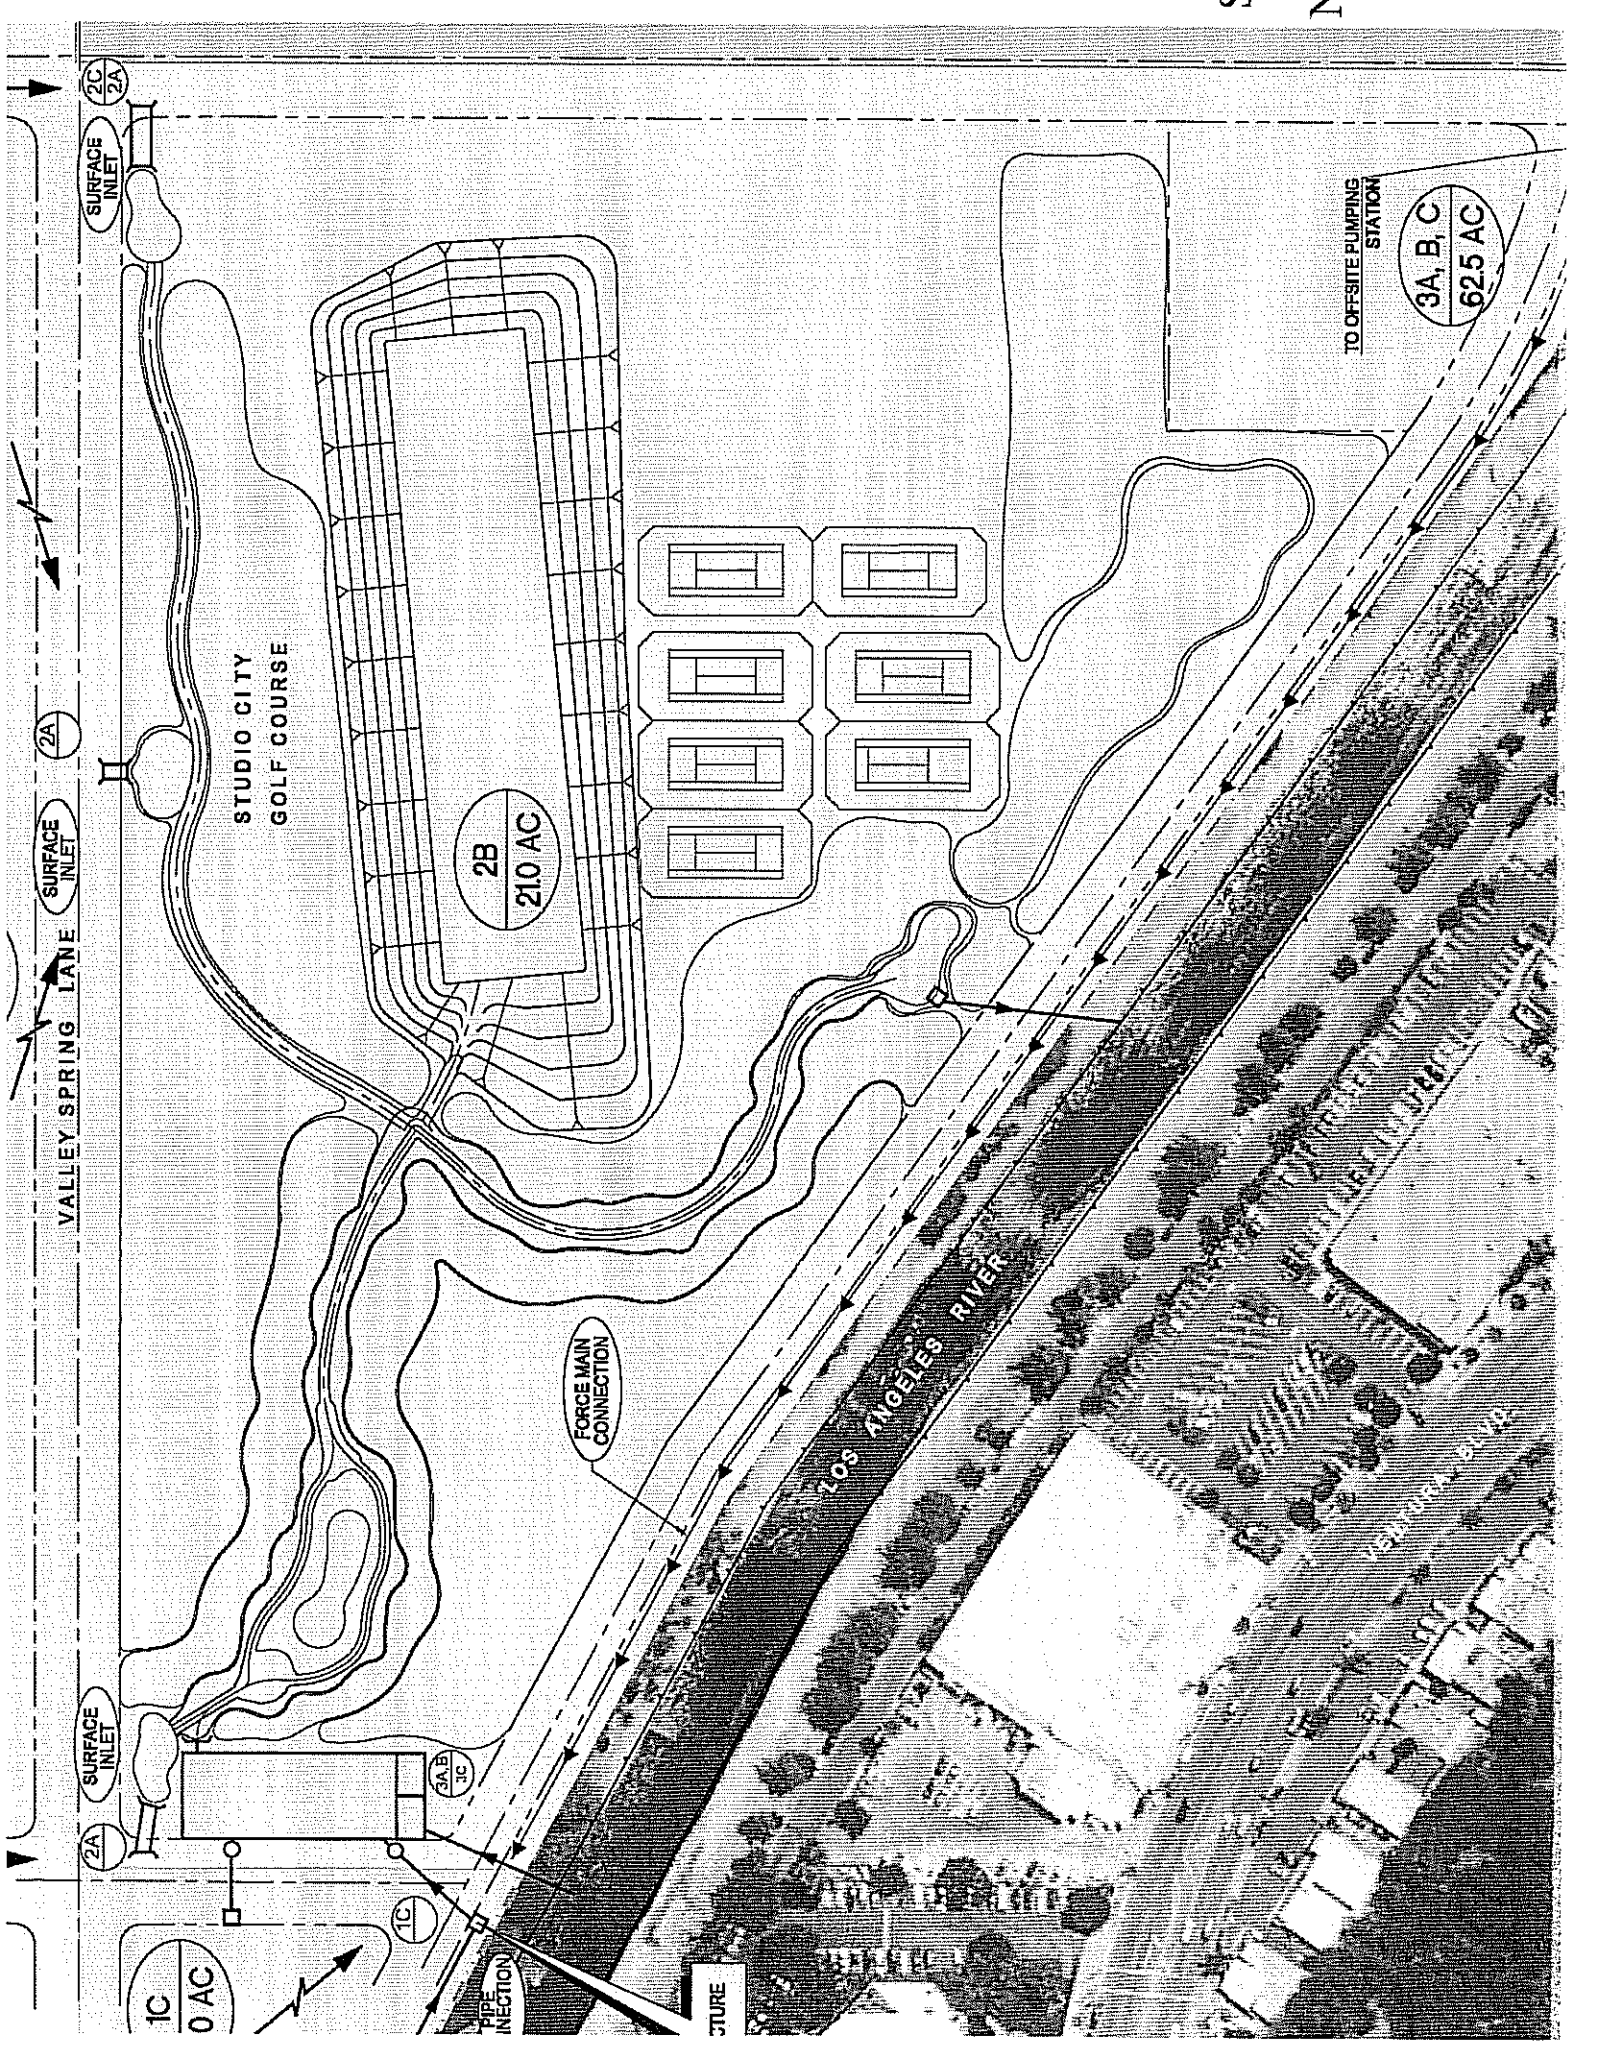 2C
2A
SURFACE
INLET
2A
SURFACE
INLET
VALLEY SPRING LANE
STUDIO CITY
GOLF COURSE
2B
21.0 AC
TO OFFSITE PUMPING
STATION
3A, B, C
62.5 AC
FORCE MAIN
CONNECTION
LOS ANGELES RIVER
VENTURA BLVD.
SURFACE
INLET
2A
3A,B
3C
1C
1C
0 AC
PIPE
NNECTION
CTURE
S
N